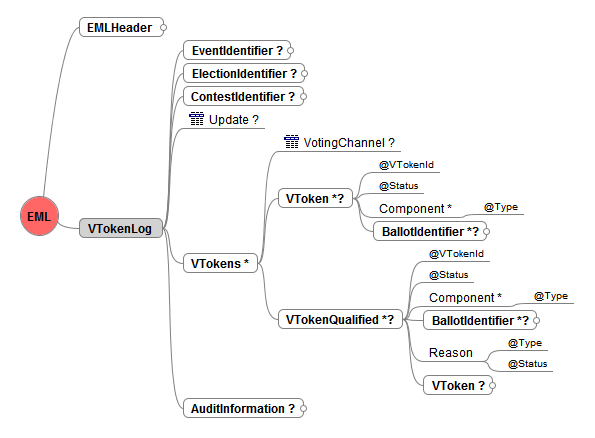 EMLHeader
EventIdentifier ?
ElectionIdentifier ?
ContestIdentifier ?
Update ?
VotingChannel ?
@VTokenId
@Status
VToken *?
Component *
@Type
BallotIdentifier *?
EML
VTokenLog
VTokens *
@VTokenId
@Status
Component *
@Type
VTokenQualified *?
BallotIdentifier *?
Reason
@Type
@Status
VToken ?
AuditInformation ?